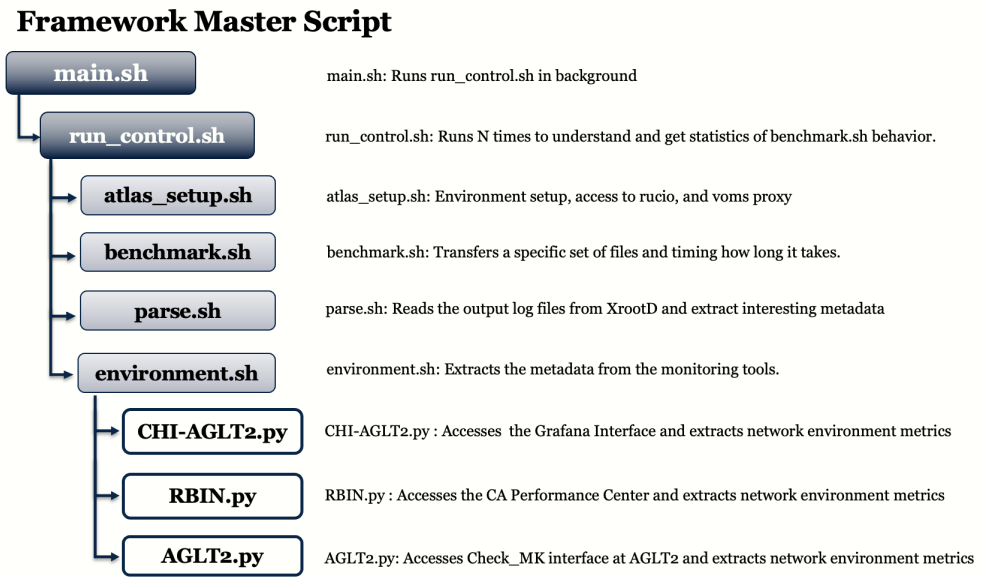 Framework Master Script
main.sh
main.sh: Runs run_control.sh in background
run_control.sh
run_control.sh: Runs N times to understand and get statistics of benchmark.sh behavior.
atlas_setup.sh
atlas_setup.sh: Environment setup, access to rucio, and voms proxy
benchmark.sh
benchmark.sh: Transfers a specific set of files and timing how long it takes.
parse.sh
parse.sh: Reads the output log files from XrootD and extract interesting metadata
environment.sh
environment.sh: Extracts the metadata from the monitoring tools.
CHI-AGLT2.py
CHI-AGLT2.py : Accesses the Grafana Interface and extracts network environment metrics
RBIN.py
RBIN.py : Accesses the CA Performance Center and extracts network environment metrics
AGLT2.py
AGLT2.py: Accesses Check_MK interface at AGLT2 and extracts network environment metrics